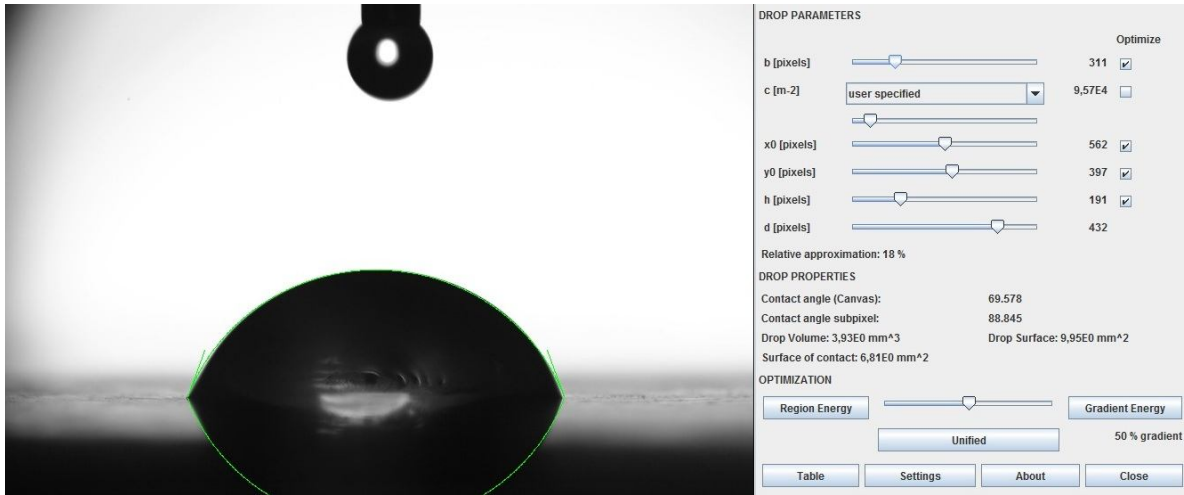 DROP PARAMETERS
Optimize
b [pixels] 311
c [m-2] user specified 9,57E4
x0 [pixels] 562
y0 [pixels] 397
h [pixels] 191
d [pixels] 432
Relative approximation: 18 %
DROP PROPERTIES
Contact angle (Canvas): 69.578
Contact angle subpixel: 88.845
Drop Volume: 3,93E0 mm^3 Drop Surface: 9,95E0 mm^2
Surface of contact: 6,81E0 mm^2
OPTIMIZATION
Region Energy Gradient Energy
Unified 50 % gradient
Table Settings About Close